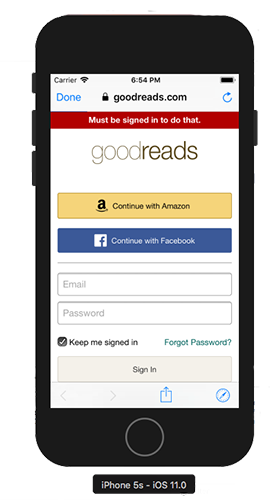 Carrier 6:54 PM
Done goodreads.com
Must be signed in to do that.
goodreads
Continue with Amazon
Continue with Facebook
Email
Password
Keep me signed in Forgot Password?
Sign In
iPhone 5s - iOS 11.0